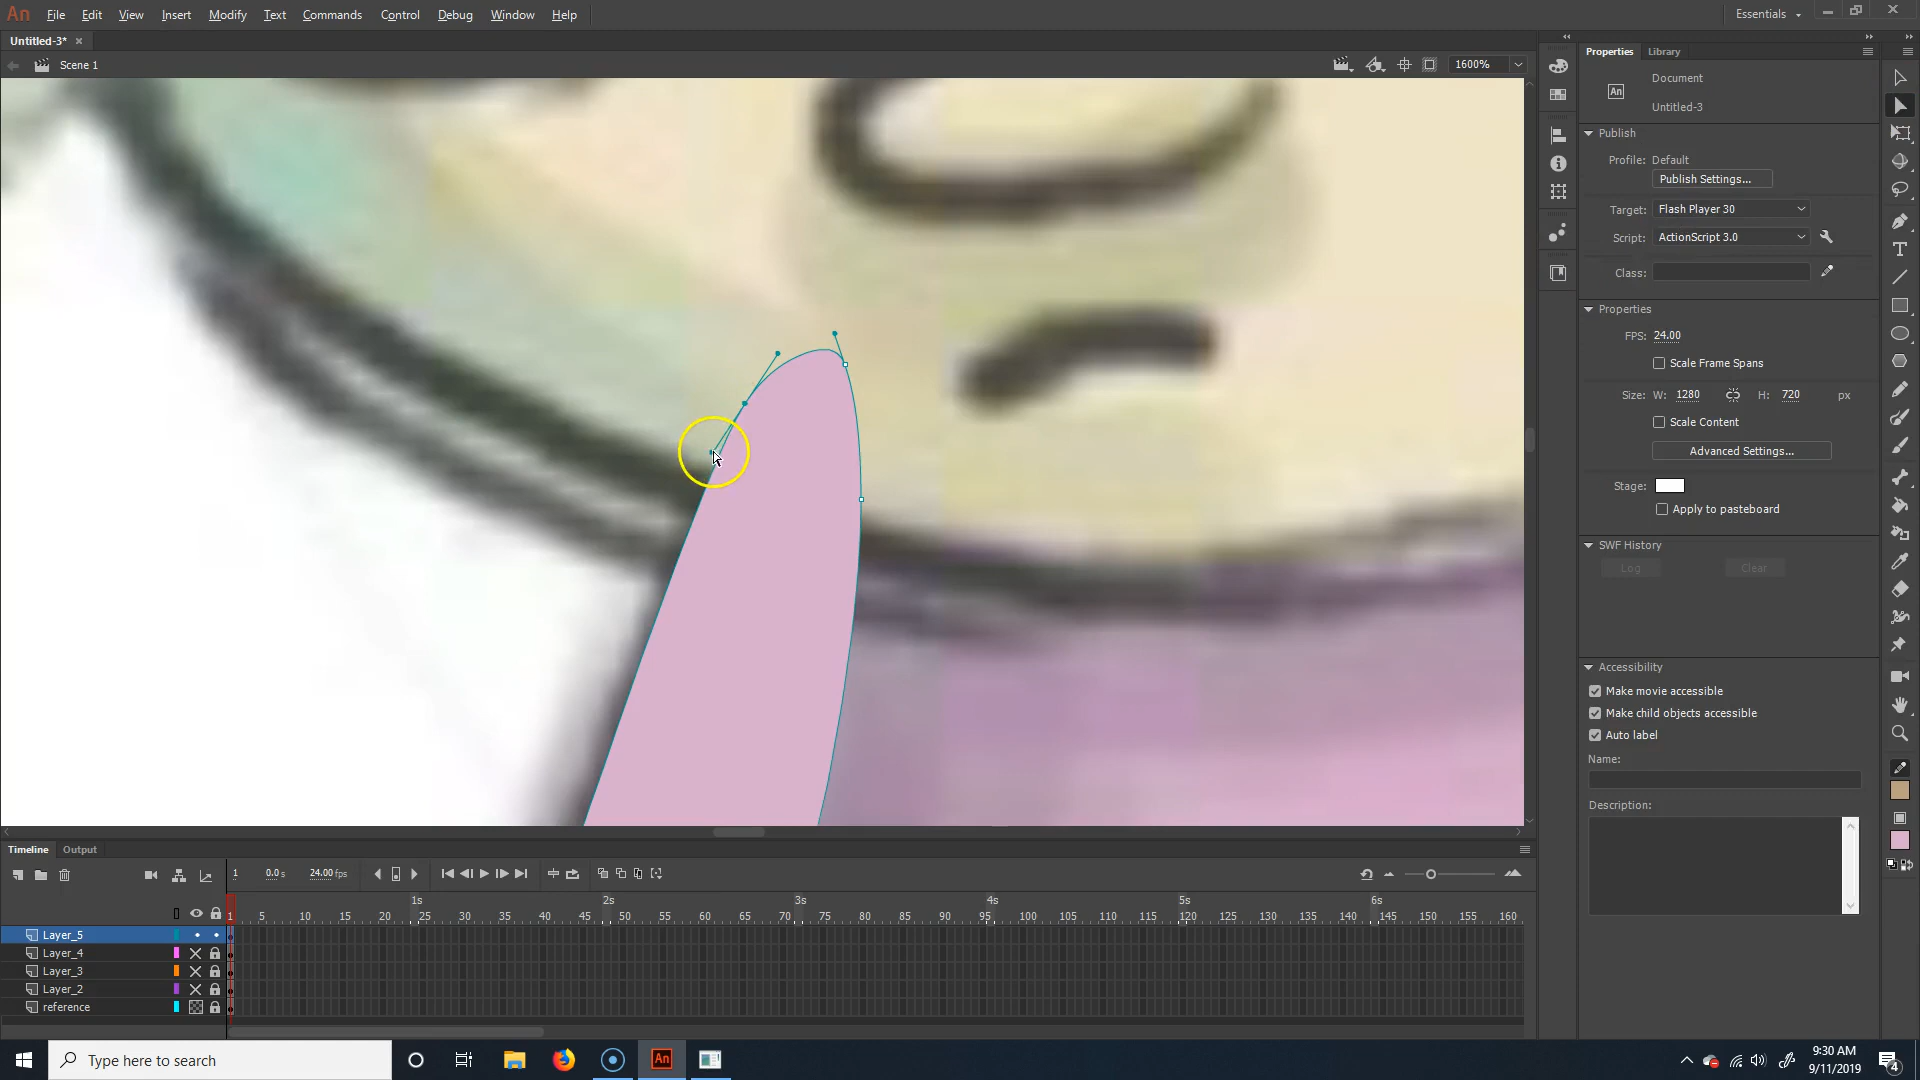 An File Edit View Insert Modify Text Commands Control Debug Window Help Essentials
Untitled-3* ×
Scene 1 1600%
Properties Library
Document
An Untitled-3
Publish
Profile: Default
Publish Settings...
Target: Flash Player 30
Script: ActionScript 3.0
Class:
Properties
FPS: 24.00
Scale Frame Spans
Size: W: 1280 H: 720 px
Scale Content
Advanced Settings...
Stage:
Apply to pasteboard
SWF History
Log Clear
Accessibility
Make movie accessible
Make child objects accessible
Auto label
Name:
Description:
Timeline Output
1 0.0 s 24.00 fps
1s 2s 3s 4s 5s 6s
1 5 10 15 20 25 30 35 40 45 50 55 60 65 70 75 80 85 90 95 100 105 110 115 120 125 130 135 140 145 150 155 160
Layer_5
Layer_4
Layer_3
Layer_2
reference
Type here to search
An
9:30 AM
9/11/2019
4